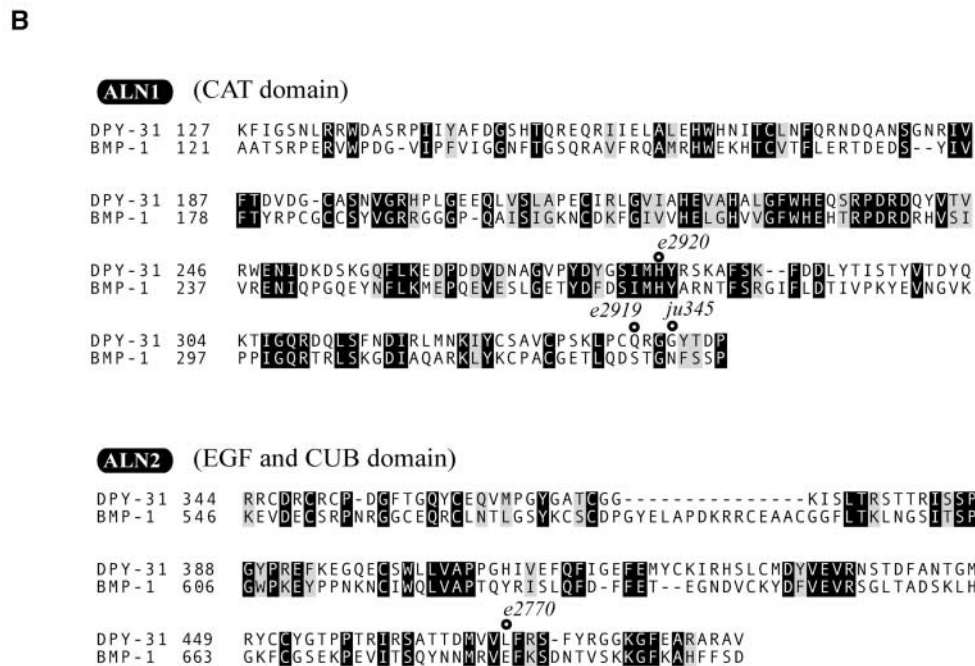 B
ALN1 (CAT domain)
DPY-31 127 KFIGSNLRRWDASRPIIYAFDGSHTQREQRIIELALEHWHNITCLNFQRNDQANSGNRIV
BMP-1 121 AATSRPERVWPDG-VIPFVIGGNFTGSQRAVFRQAMRHWEKHTCVTFLERTDEDS--YIV
DPY-31 187 FTDVDG-CASNVGRHPLGEEQLVSLAPECIRLGVIAHEVAHALGFWHEQSRPDRDQYVTV
BMP-1 178 FTYRPCGCCSYVGRRGGGP-QAISIGKNCDKFGIVVHELGHVVGFWHEHTRPDRDRHVSI
e2920
DPY-31 246 RWENIDKDSKGQFLKEDPDDVDNAGVPYDYGSIMHYRSKAFSK--FDDLYTISTYVTDYQ
BMP-1 237 VRENIQPGQEYNFLKMEPQEVESLGETYDFDSIMHYARNTFSRGIFLDTIVPKYEVNGVK
e2919 ju345
DPY-31 304 KTIGQRDQLSFNDIRLMNKIYCSAVCPSKLPCQRGGYTDP
BMP-1 297 PPIGQRTRLSKGDIAQARKLYKCPACGETLQDSTGNFSSP
ALN2 (EGF and CUB domain)
DPY-31 344 RRCDRCRCP-DGFTGQYCEQVMPGYGATCGG---------------KISLTRSTTRISSP
BMP-1 546 KEVDECSRPNRGGCEQRCLNTLGSYKCSCDPGYELAPDKRRCEAACGGFLTKLNGSITSP
DPY-31 388 GYPREFKEGQECSWLLVAPPGHIVEFQFIGEFEMYCKIRHSLCMDYVEVRNSTDFANTGM
BMP-1 606 GWPKEYPPNKNCIWQLVAPTQYRISLQFD-FFET--EGNDVCKYDFVEVRSGLTADSKLH
e2770
DPY-31 449 RYCCYGTPPTRIRSATTDMVVLFRS-FYRGGKGFEARARAV
BMP-1 663 GKFCGSEKPEVITSQYNNMRVEFKSDNTVSKKGFKAHFFSD